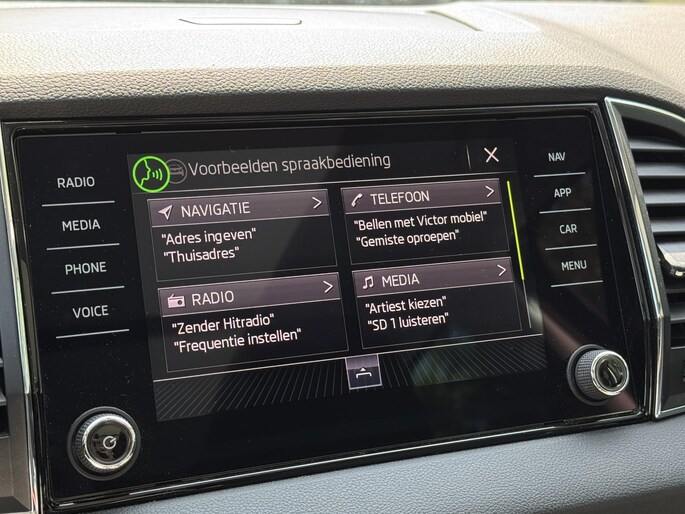 Voorbeelden spraakbediening
RADIO
MEDIA
PHONE
VOICE
NAVIGATIE
"Adres ingeven"
"Thuisadres"
TELEFOON
"Bellen met Victor mobiel"
"Gemiste oproepen"
RADIO
"Zender Hitradio"
"Frequentie instellen"
MEDIA
"Artiest kiezen"
"SD 1 luisteren"
NAV
APP
CAR
MENU